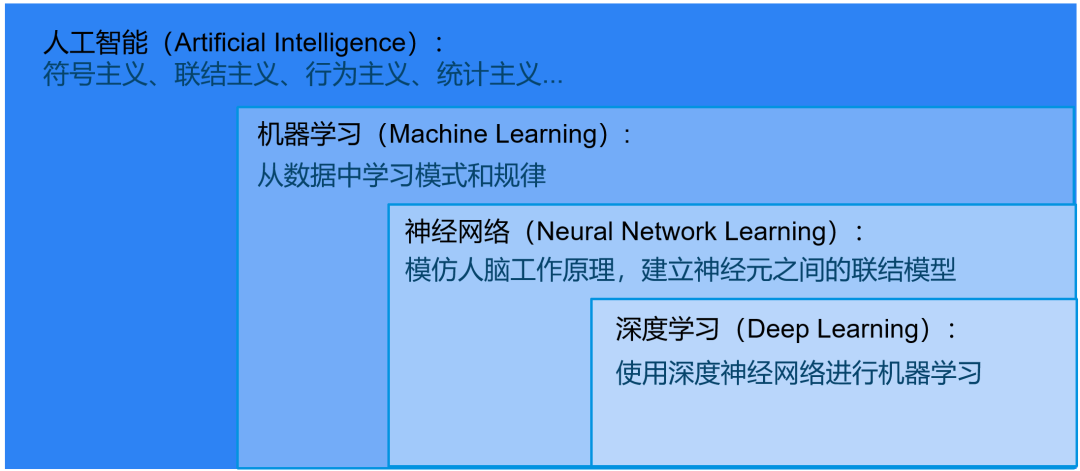 人工智能（Artificial Intelligence）:
符号主义、联结主义、行为主义、统计主义...
机器学习（Machine Learning）:
从数据中学习模式和规律
神经网络（Neural Network Learning）:
模仿人脑工作原理，建立神经元之间的联结模型
深度学习（Deep Learning）:
使用深度神经网络进行机器学习